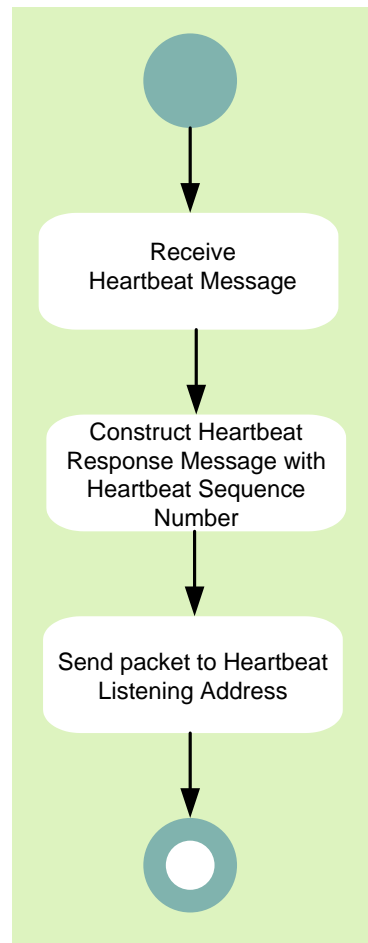 Receive
Heartbeat Message
Construct Heartbeat
Response Message with
Heartbeat Sequence
Number
Send packet to Heartbeat
Listening Address